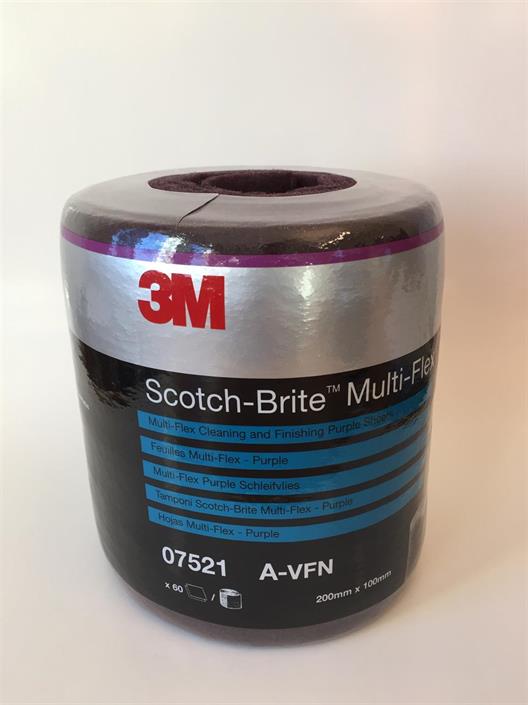 3M
Scotch-Brite™ Multi-Flex
Multi-Flex Cleaning and Finishing Purple Sheets
Feuilles Multi-Flex - Purple
Multi-Flex Purple Schleifvlies
Tamponi Scotch-Brite Multi-Flex - Purple
Hojas Multi-Flex - Purple
07521 A-VFN
x 60 /
200mm x 100mm